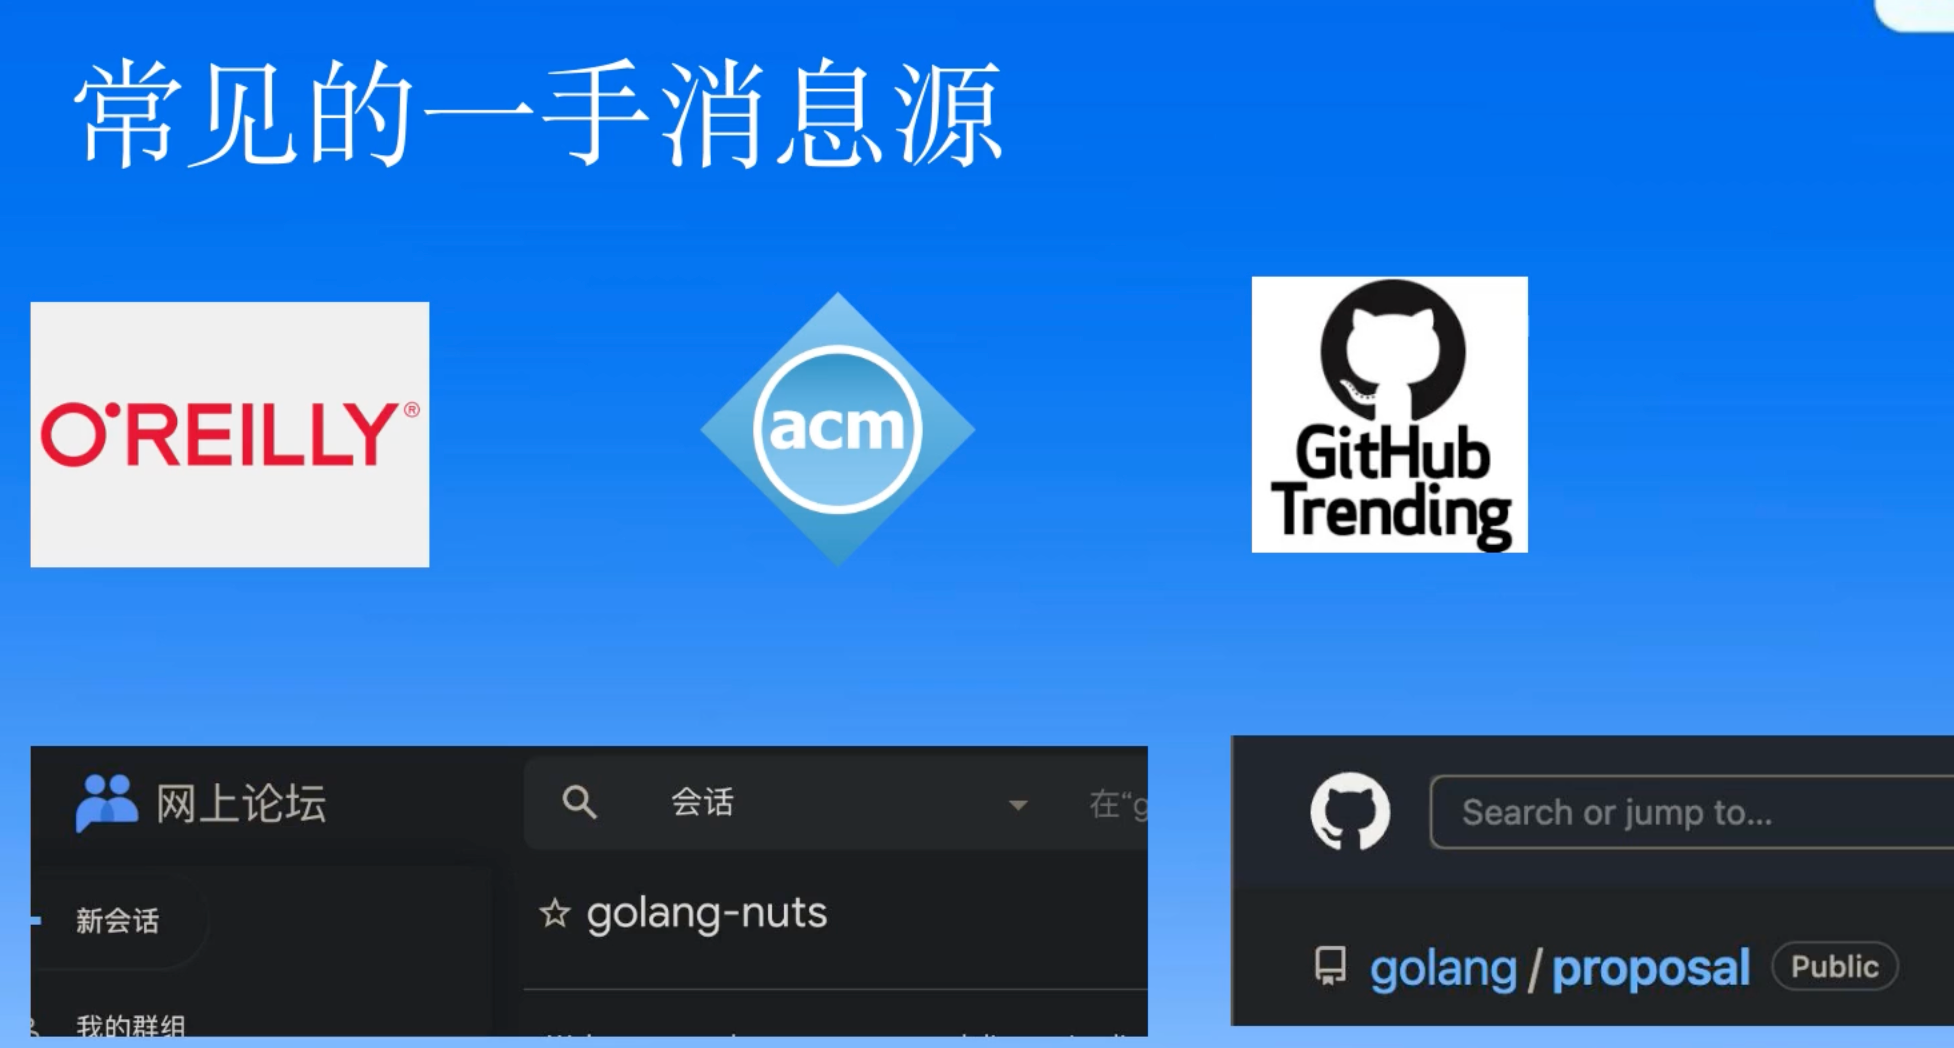 常见的一手消息源
O'REILLY®
acm
GitHub
Trending
网上论坛
会话
在“g
新会话
golang-nuts
我的群组
Search or jump to...
golang / proposal Public